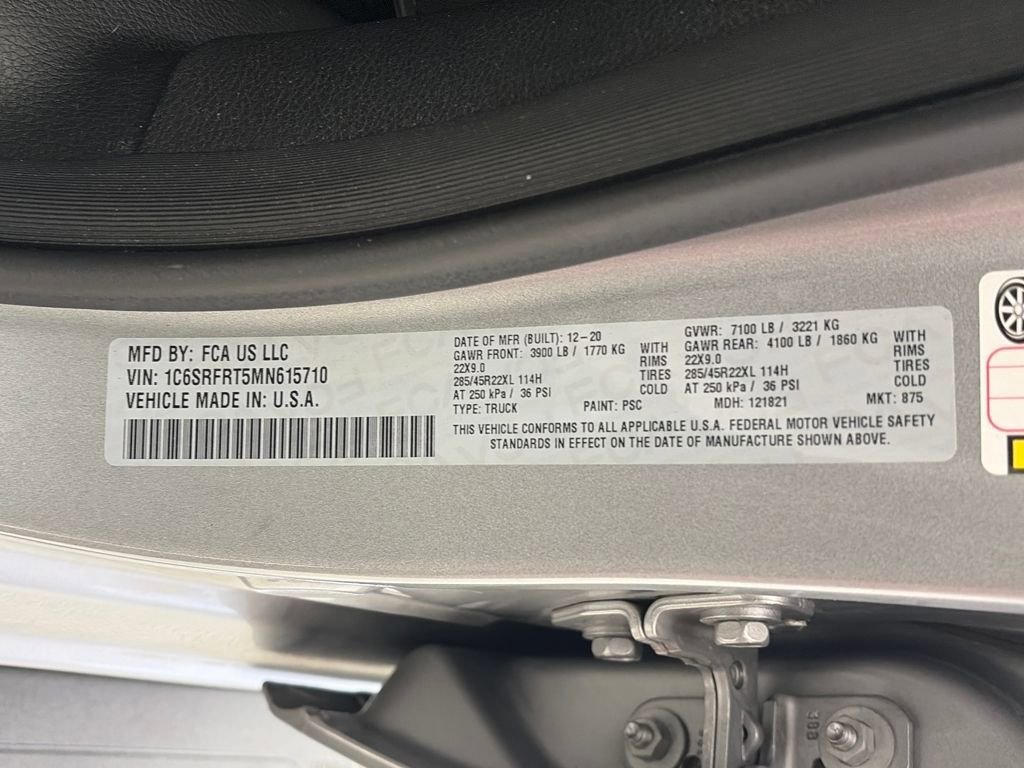 MFD BY: FCA US LLC
VIN: 1C6SRFRT5MN615710
VEHICLE MADE IN: U.S.A.
DATE OF MFR (BUILT): 12-20
GAWR FRONT: 3900 LB / 1770 KG WITH
22X9.0 RIMS
285/45R22XL 114H TIRES
AT 250 kPa / 36 PSI COLD
TYPE: TRUCK
GVWR: 7100 LB / 3221 KG
GAWR REAR: 4100 LB / 1860 KG WITH
22X9.0 RIMS
285/45R22XL 114H TIRES
AT 250 kPa / 36 PSI COLD
PAINT: PSC MDH: 121821 MKT: 875
THIS VEHICLE CONFORMS TO ALL APPLICABLE U.S.A. FEDERAL MOTOR VEHICLE SAFETY
STANDARDS IN EFFECT ON THE DATE OF MANUFACTURE SHOWN ABOVE.